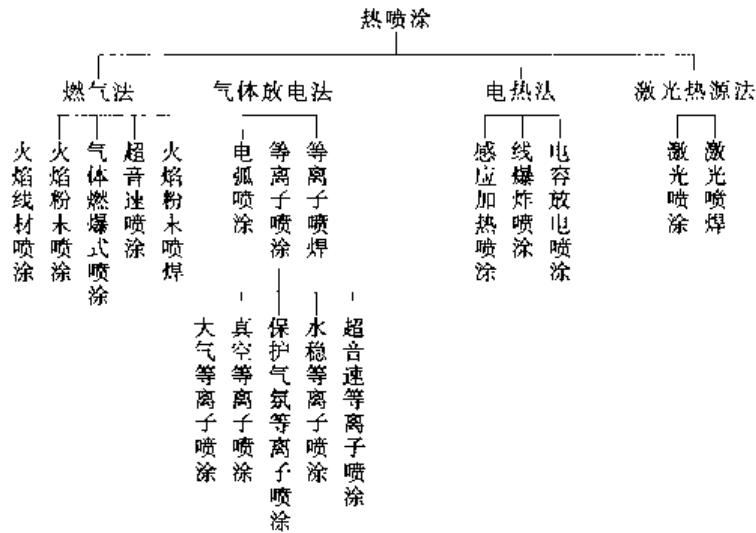 热喷涂
燃气法
气体放电法
电热法
激光热源法
火焰线材喷涂
火焰粉末喷涂
气体燃爆式喷涂
超音速喷涂
火焰粉末喷焊
电弧喷涂
等离子喷涂
等离子喷焊
感应加热喷涂
线爆炸喷涂
电容放电喷涂
激光喷涂
激光喷焊
大气等离子喷涂
真空等离子喷涂
保护气氛等离子喷涂
水稳等离子喷涂
超音速等离子喷涂